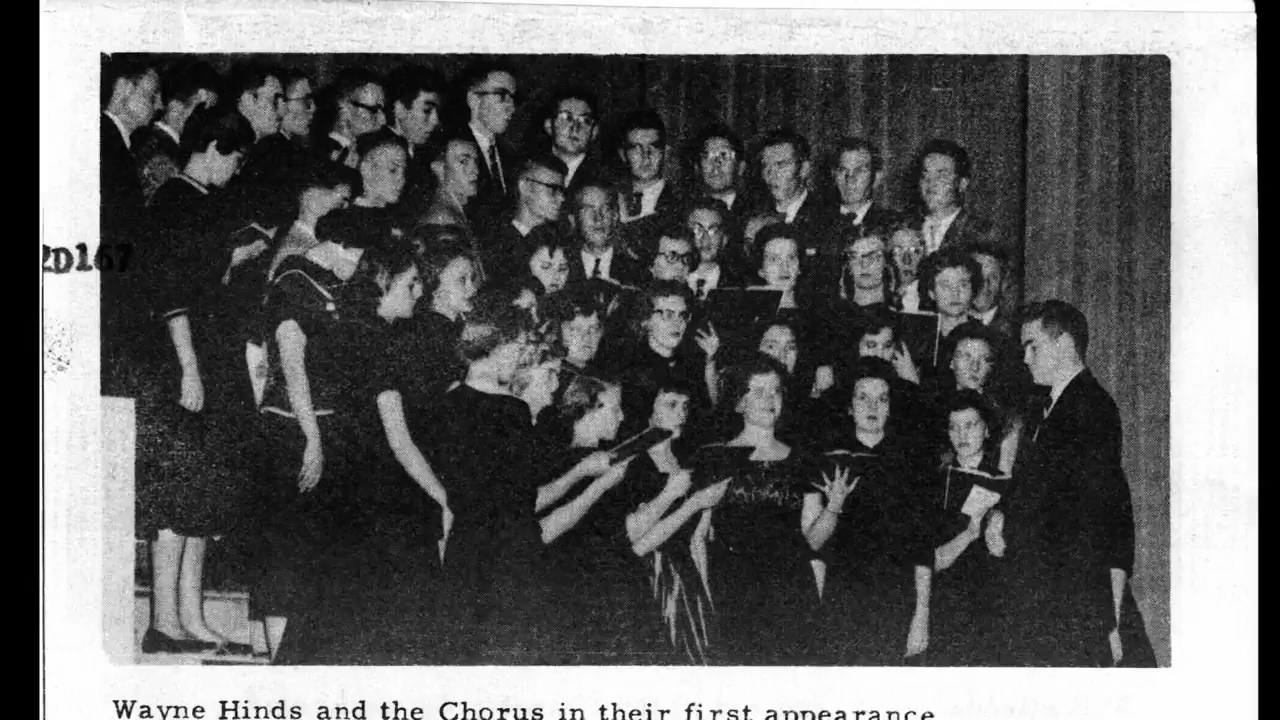 2D167
Wayne Hinds and the Chorus in their first appearance